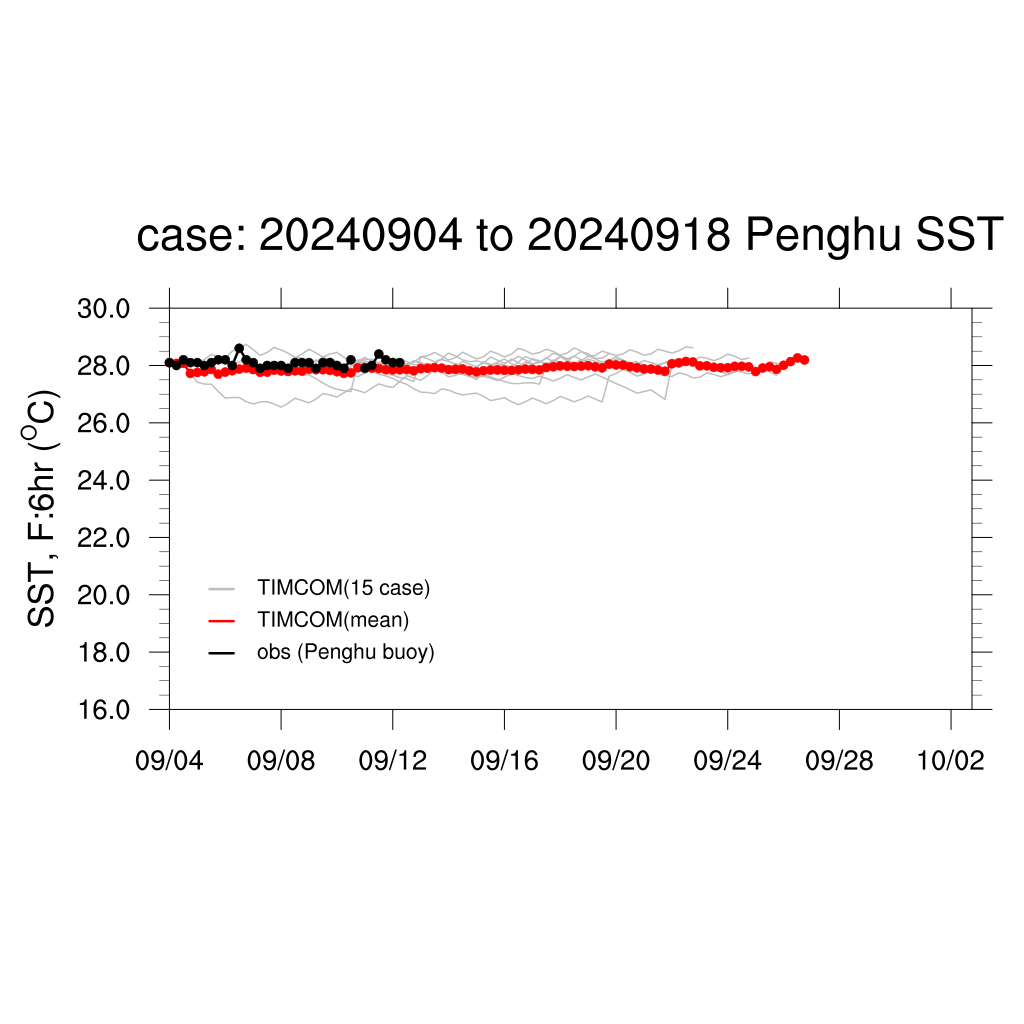 case: 20240904 to 20240918 Penghu SST
SST, F:6hr (°C)
30.0
28.0
26.0
24.0
22.0
20.0
18.0
16.0
TIMCOM(15 case)
TIMCOM(mean)
obs (Penghu buoy)
09/04 09/08 09/12 09/16 09/20 09/24 09/28 10/02